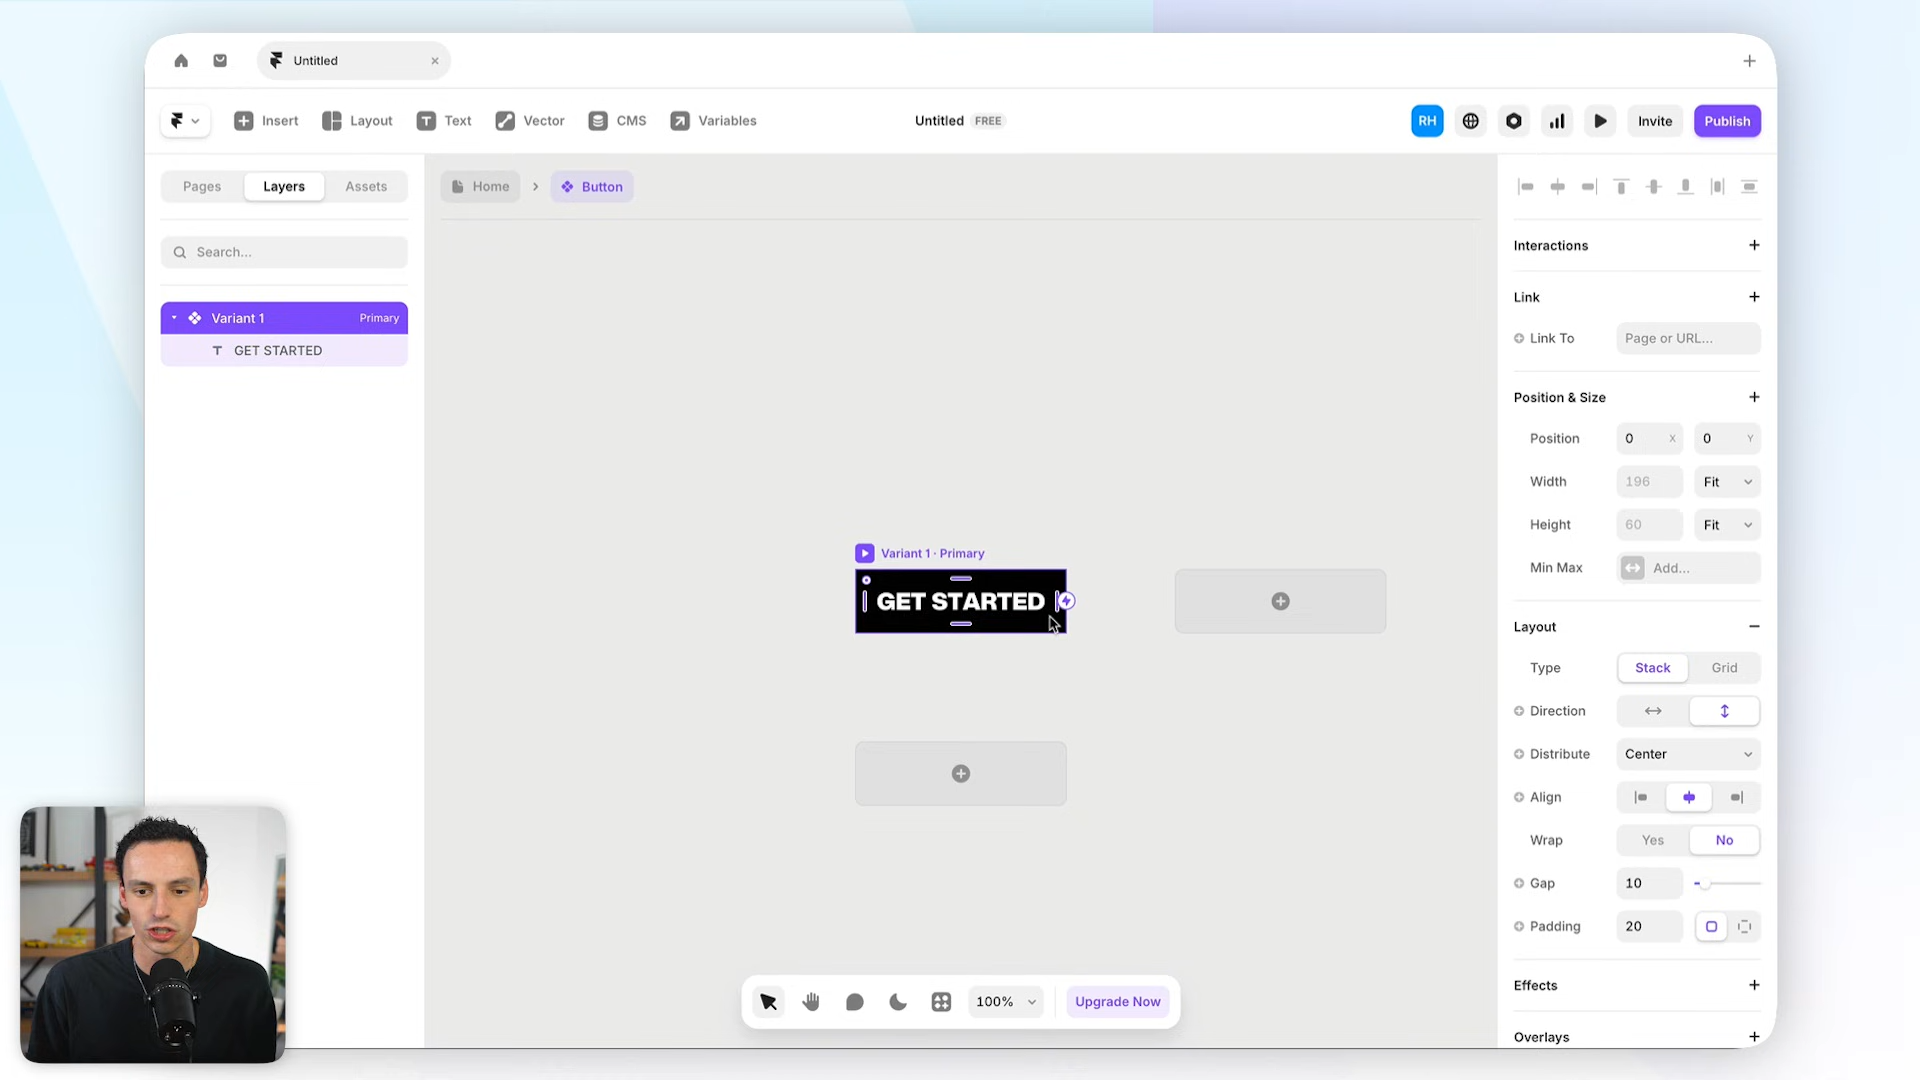 Untitled
Insert
Layout
Text
Vector
CMS
Variables
Untitled FREE
RH
Invite
Publish
Pages
Layers
Assets
Search...
Variant 1 Primary
GET STARTED
Home
Button
Variant 1 · Primary
GET STARTED
100%
Upgrade Now
Interactions
Link
Link To Page or URL...
Position & Size
Position 0 X 0 Y
Width 196 Fit
Height 60 Fit
Min Max Add...
Layout
Type Stack Grid
Direction
Distribute Center
Align
Wrap Yes No
Gap 10
Padding 20
Effects
Overlays